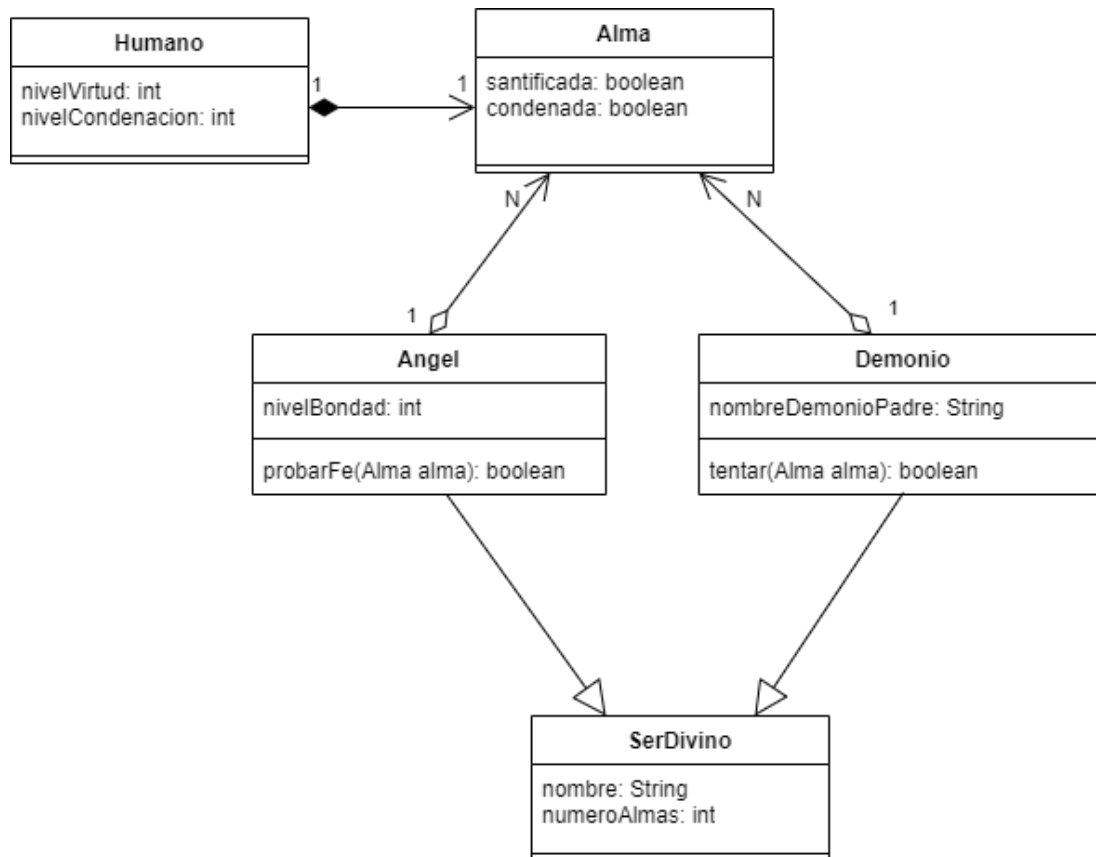 Humano
nivelVirtud: int
nivelCondenacion: int
1
1
Alma
santificada: boolean
condenada: boolean
N
N
1
1
Angel
nivelBondad: int
probarFe(Alma alma): boolean
Demonio
nombreDemonioPadre: String
tentar(Alma alma): boolean
SerDivino
nombre: String
numeroAlmas: int